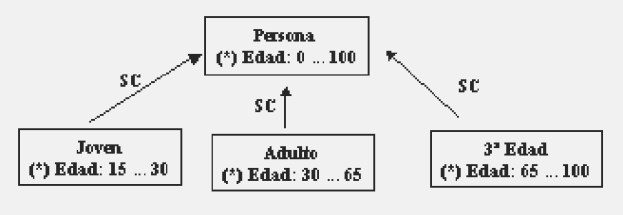 Persona
(*) Edad: 0 ... 100
SC
SC
SC
Joven
(*) Edad: 15 ... 30
Adulto
(*) Edad: 30 ... 65
3ª Edad
(*) Edad: 65 ... 100